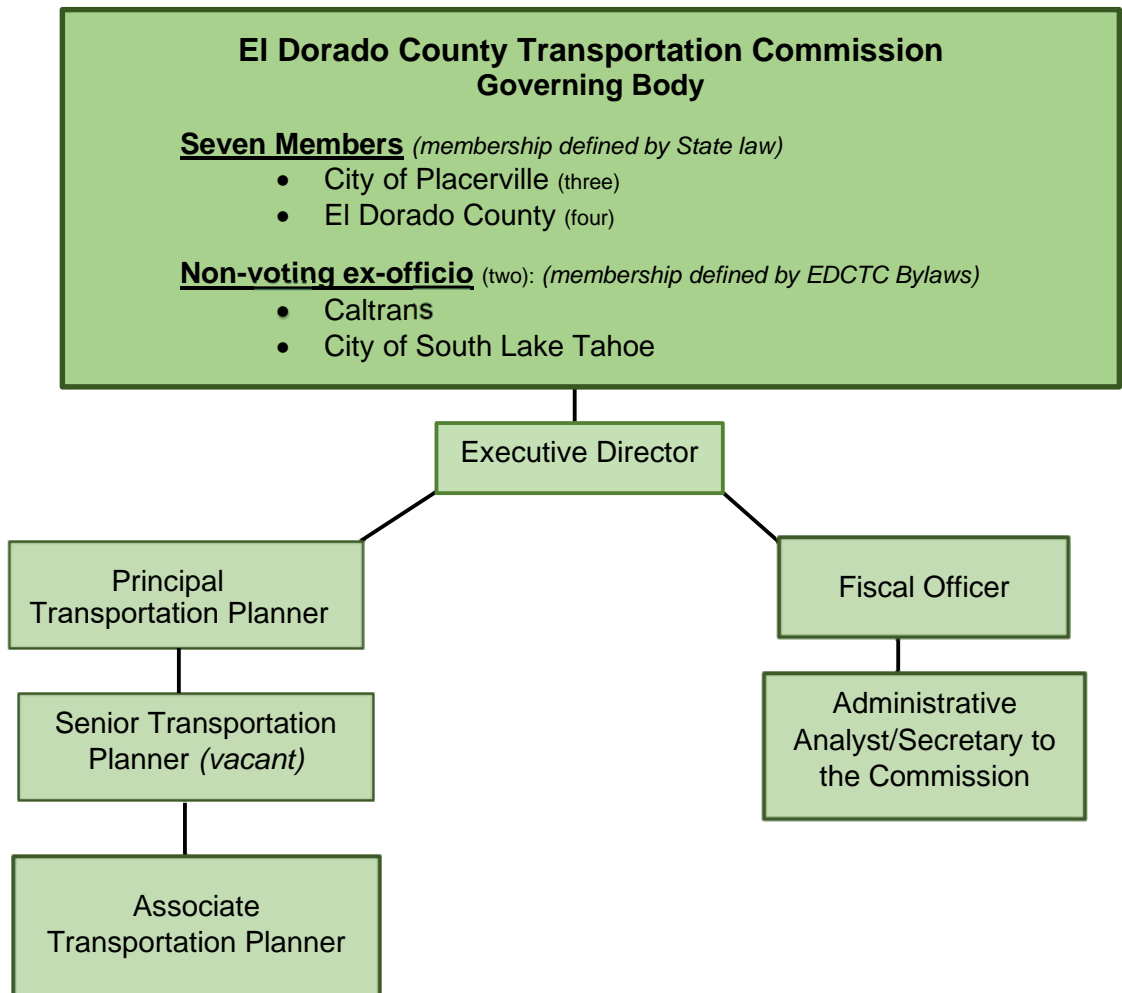 El Dorado County Transportation Commission
Governing Body
Seven Members (membership defined by State law)
• City of Placerville (three)
• El Dorado County (four)
Non-voting ex-officio (two): (membership defined by EDCTC Bylaws)
• Caltrans
• City of South Lake Tahoe
Executive Director
Principal
Transportation Planner
Senior Transportation
Planner (vacant)
Associate
Transportation Planner
Fiscal Officer
Administrative
Analyst/Secretary to
the Commission